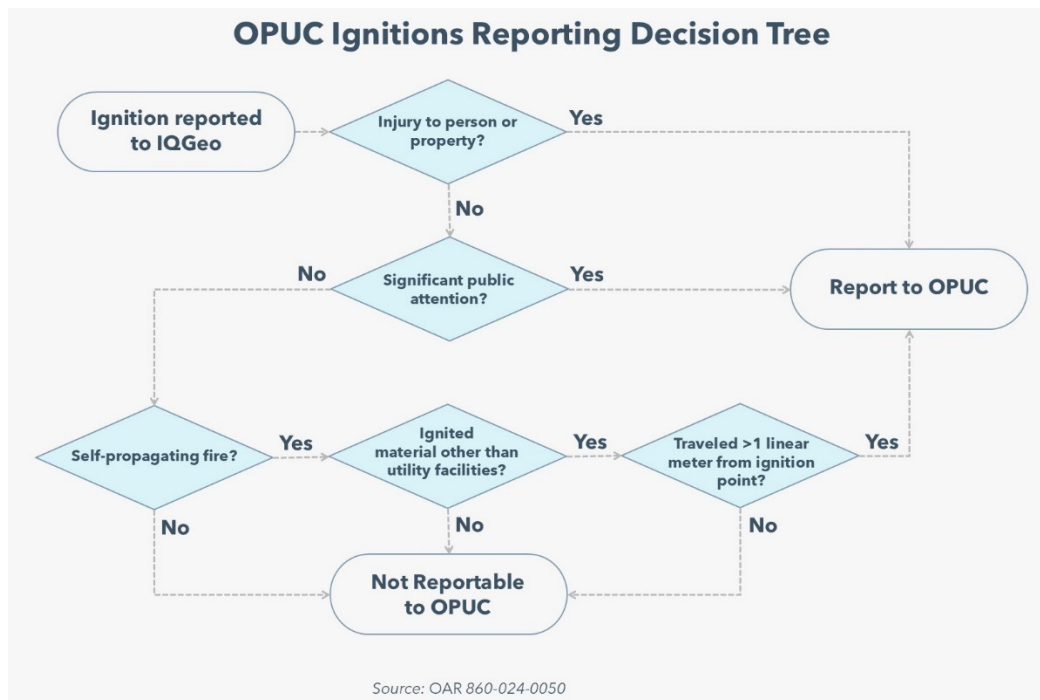 OPUC Ignitions Reporting Decision Tree
Ignition reported
to IQGeo
Injury to person or
property?
Yes
No
Significant public
attention?
No
Yes
Report to OPUC
Self-propagating fire?
Yes
Ignited
material other than
utility facilities?
Yes
Traveled >1 linear
meter from ignition
point?
Yes
No
No
No
Not Reportable
to OPUC
Source: OAR 860-024-0050